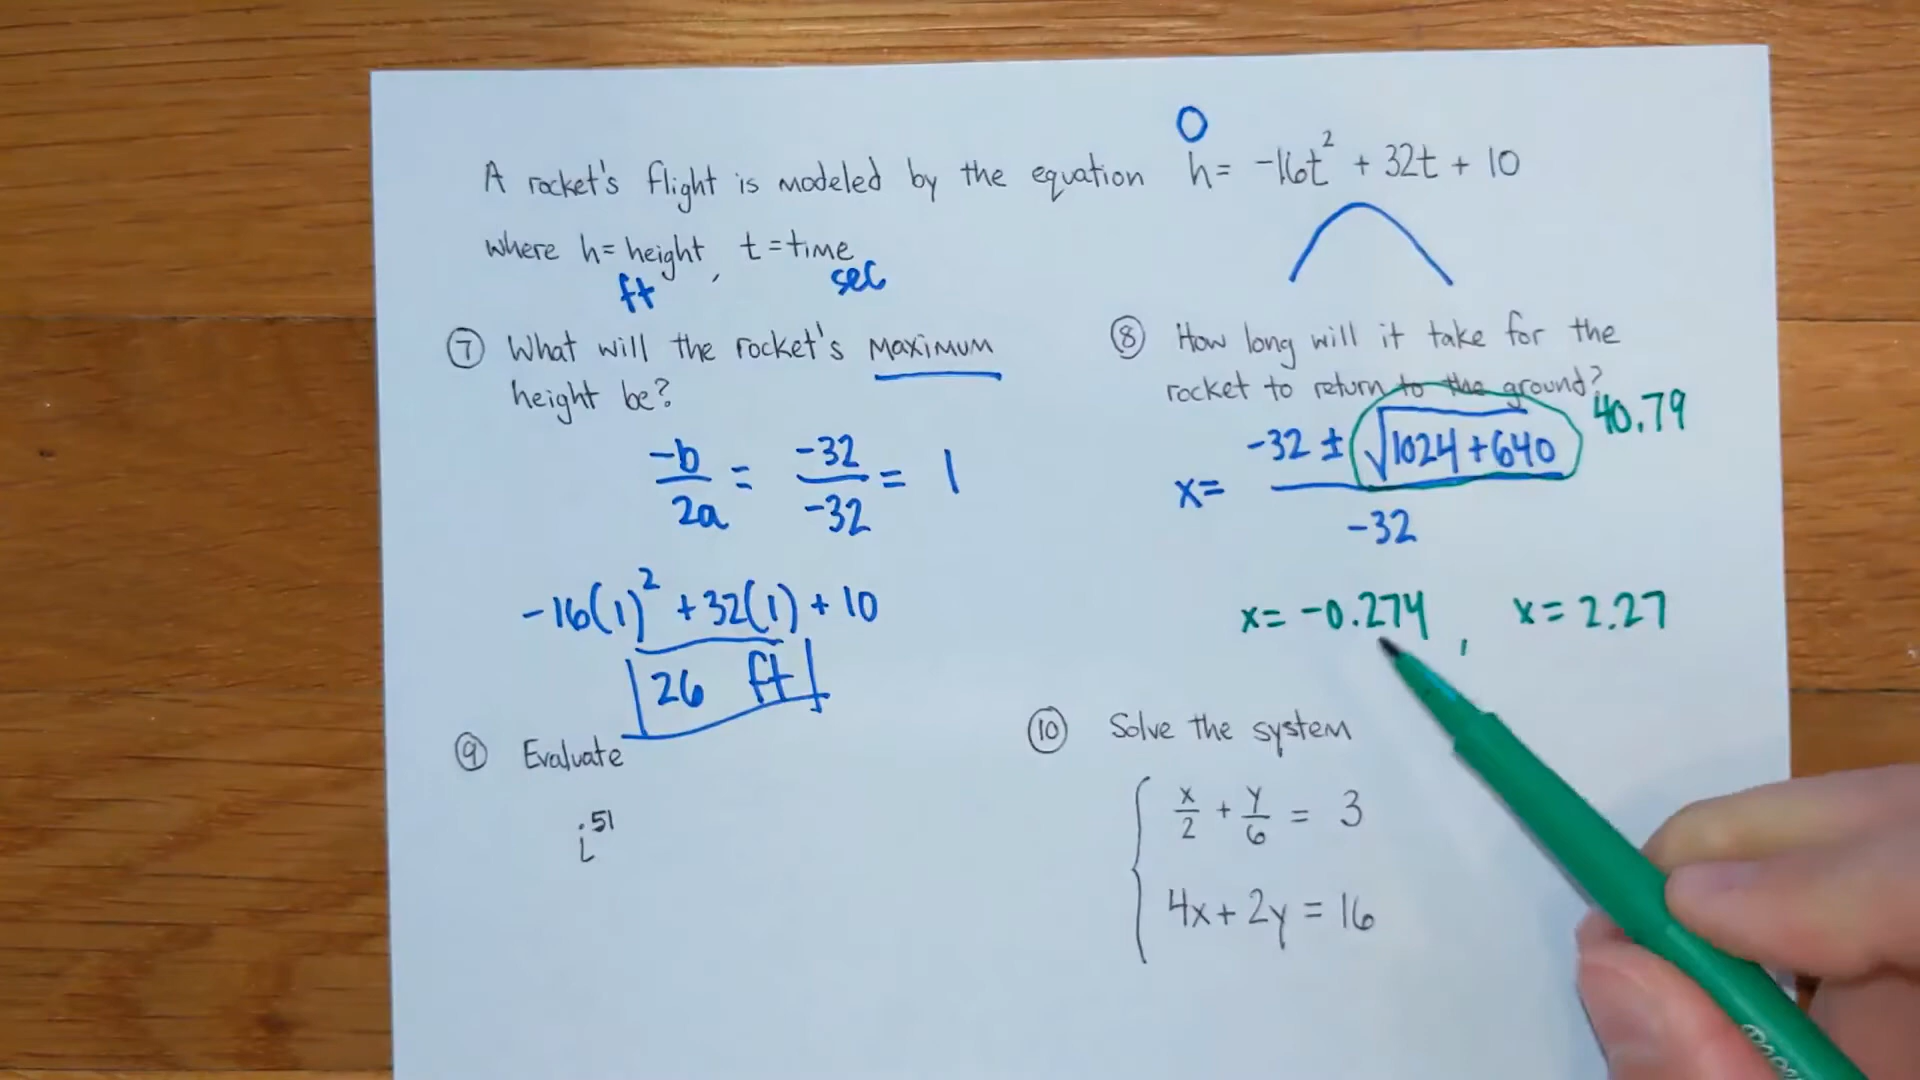 0
A rocket's flight is modeled by the equation h = -16t² + 32t + 10
where h = height, t = time
ft sec
⑦ What will the rocket's maximum
height be?
-b/2a = -32/-32 = 1
-16(1)² + 32(1) + 10
26 ft
⑧ How long will it take for the
rocket to return to the ground?
40.79
x = (-32 ± √1024+640)/-32
x = -0.274, x = 2.27
⑨ Evaluate
i⁵¹
⑩ Solve the system
x/2 + y/6 = 3
4x + 2y = 16